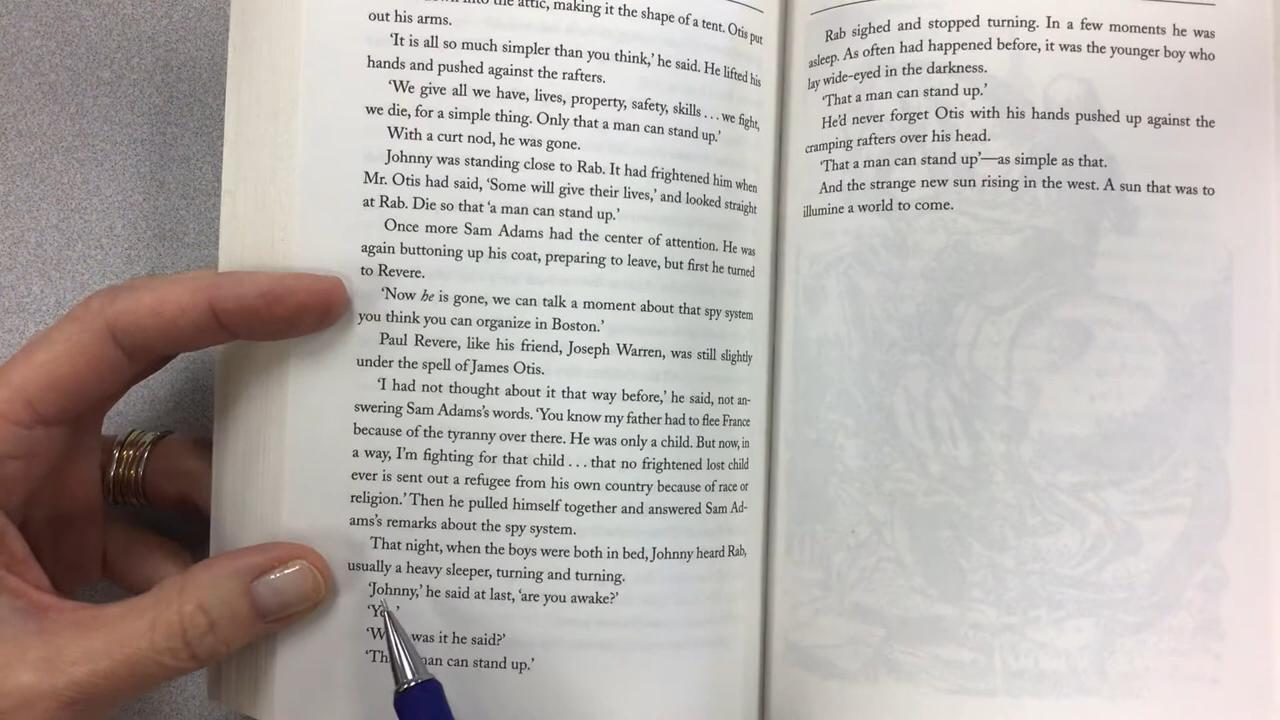 into the attic, making it the shape of a tent. Otis put
out his arms.
‘It is all so much simpler than you think,’ he said. He lifted his
hands and pushed against the rafters.
‘We give all we have, lives, property, safety, skills . . . we fight,
we die, for a simple thing. Only that a man can stand up.’
With a curt nod, he was gone.
Johnny was standing close to Rab. It had frightened him when
Mr. Otis had said, ‘Some will give their lives,’ and looked straight
at Rab. Die so that ‘a man can stand up.’
Once more Sam Adams had the center of attention. He was
again buttoning up his coat, preparing to leave, but first he turned
to Revere.
‘Now he is gone, we can talk a moment about that spy system
you think you can organize in Boston.’
Paul Revere, like his friend, Joseph Warren, was still slightly
under the spell of James Otis.
‘I had not thought about it that way before,’ he said, not an-
swering Sam Adams’s words. ‘You know my father had to flee France
because of the tyranny over there. He was only a child. But now, in
a way, I’m fighting for that child . . . that no frightened lost child
ever is sent out a refugee from his own country because of race or
religion.’ Then he pulled himself together and answered Sam Ad-
ams’s remarks about the spy system.
That night, when the boys were both in bed, Johnny heard Rab,
usually a heavy sleeper, turning and turning.
‘Johnny,’ he said at last, ‘are you awake?’
was it he said?’
man can stand up.’
Rab sighed and stopped turning. In a few moments he was
asleep. As often had happened before, it was the younger boy who
lay wide-eyed in the darkness.
‘That a man can stand up.’
He’d never forget Otis with his hands pushed up against the
cramping rafters over his head.
‘That a man can stand up’—as simple as that.
And the strange new sun rising in the west. A sun that was to
illumine a world to come.